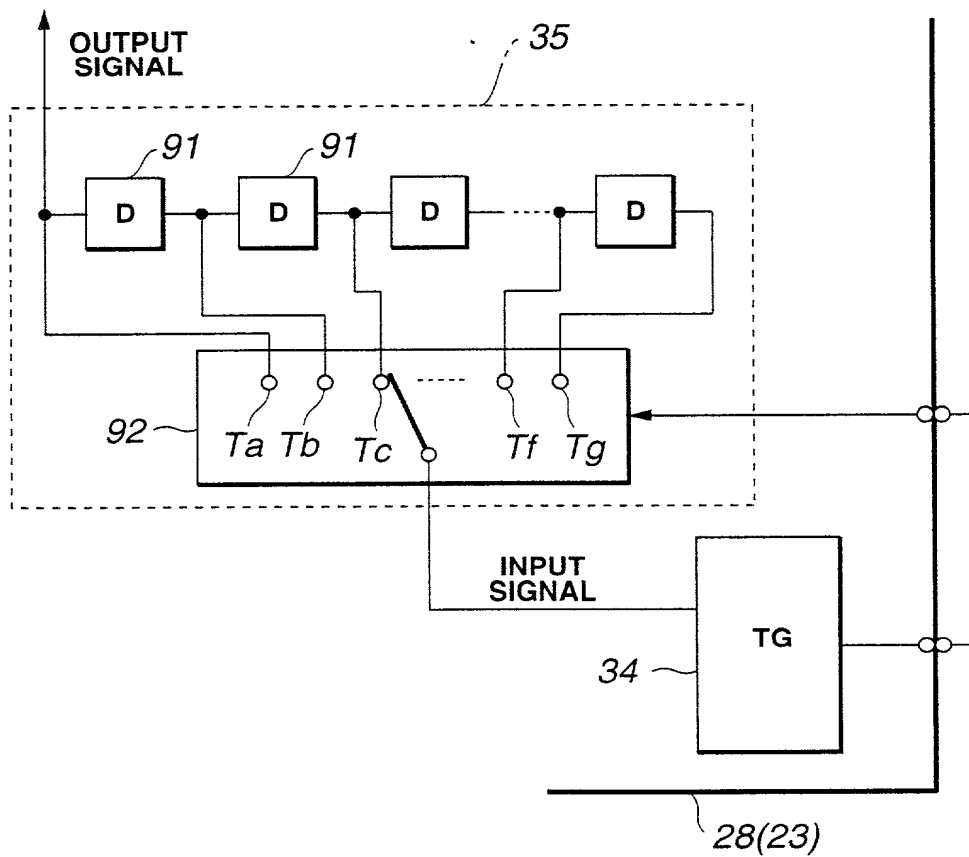 OUTPUT
SIGNAL
35
91
91
D
D
D
D
92
Ta
Tb
Tc
Tf
Tg
INPUT
SIGNAL
TG
34
28(23)